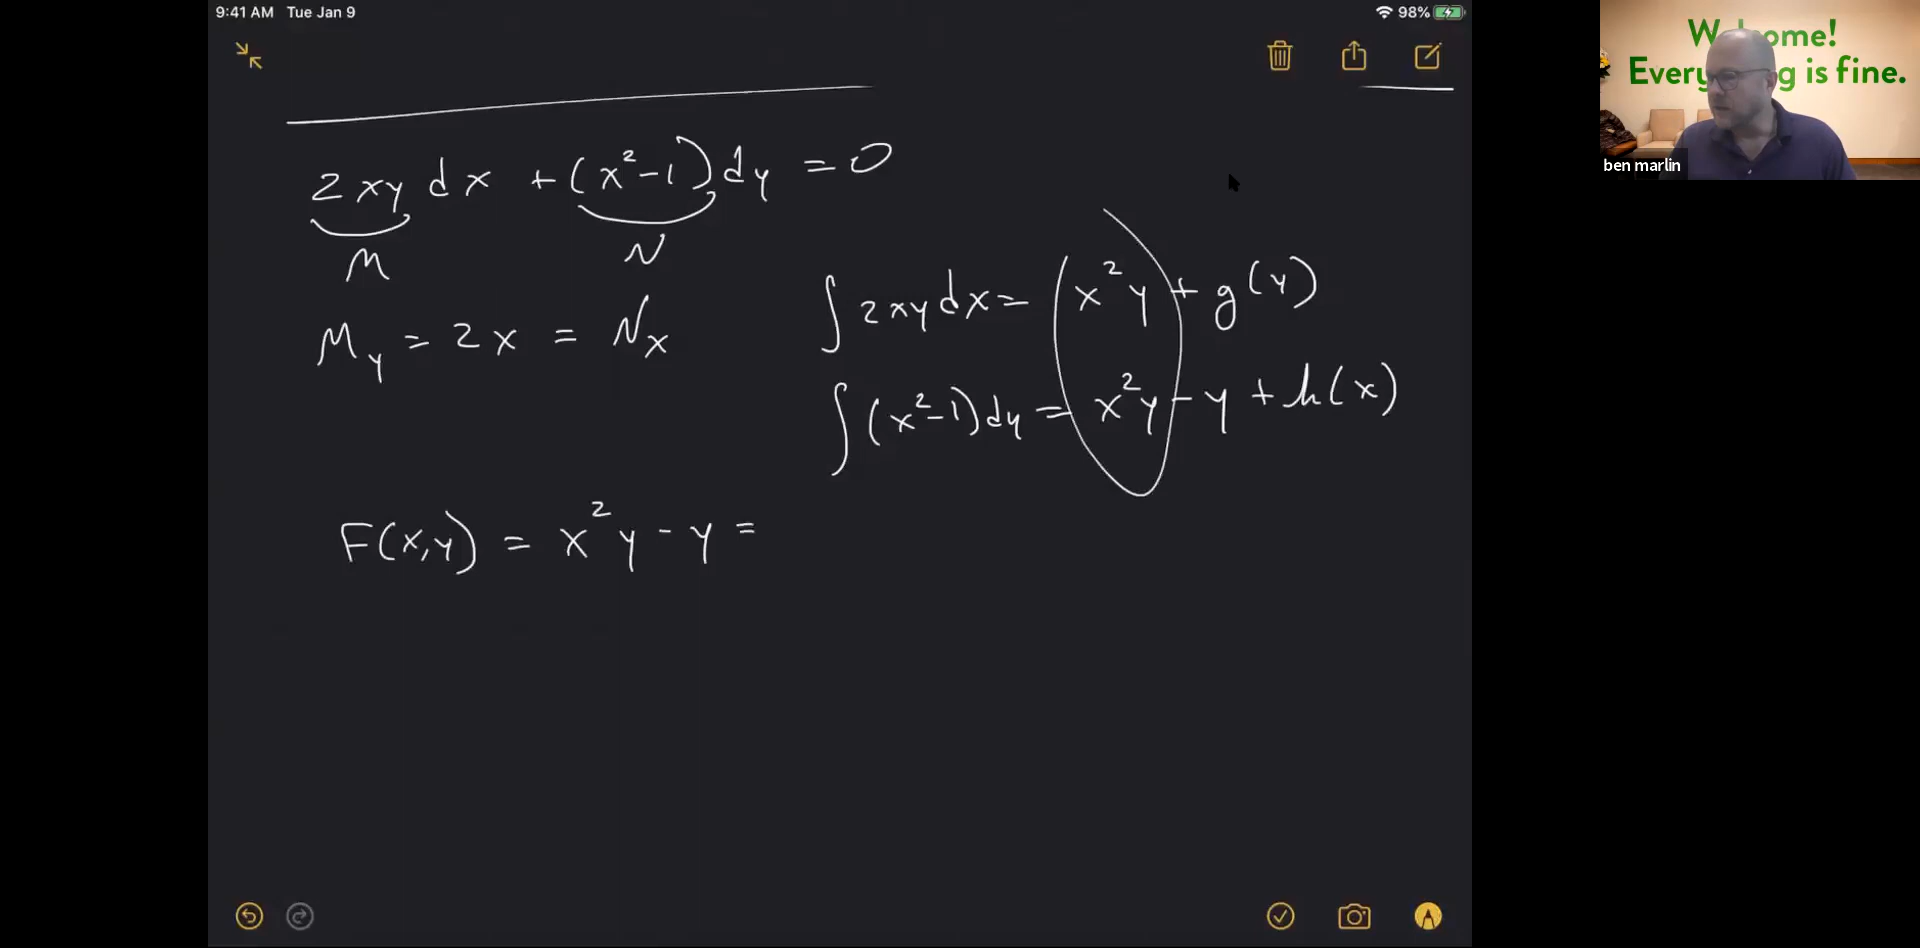 9:41 AM Tue Jan 9
98%
2xy dx + (x²-1) dy = 0
M
N
M_y = 2x = N_x
∫ 2xy dx = x²y + g(y)
∫ (x²-1) dy = x²y - y + h(x)
F(x,y) = x²y - y =
Welcome!
is fine.
ben marlin